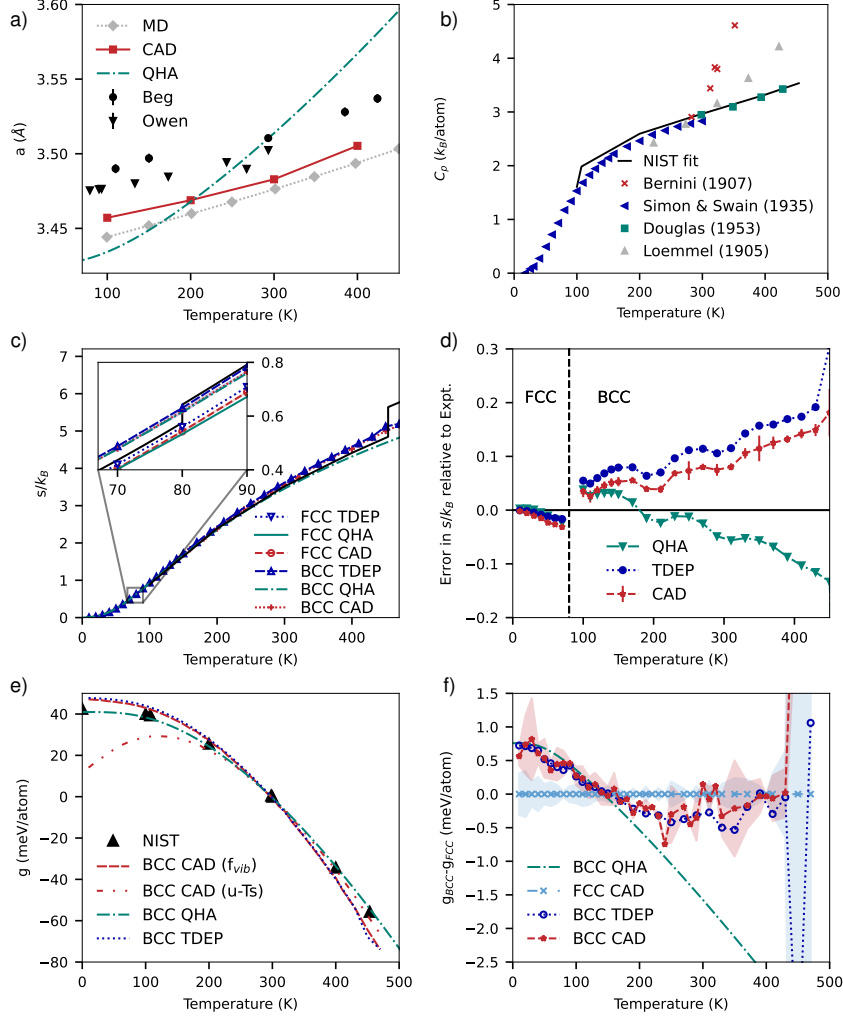 a)
3.60
3.55
3.50
3.45
a (Å)
MD
CAD
QHA
Beg
Owen
100
200
300
400
Temperature (K)
b)
5
4
3
2
1
0
C_p (k_B/atom)
NIST fit
Bernini (1907)
Simon & Swain (1935)
Douglas (1953)
Loemmel (1905)
0
100
200
300
400
500
Temperature (K)
c)
7
6
5
4
3
2
1
0
s/k_B
0.8
0.6
0.4
70
80
90
FCC TDEP
FCC QHA
FCC CAD
BCC TDEP
BCC QHA
BCC CAD
0
100
200
300
400
Temperature (K)
d)
0.3
0.2
0.1
0.0
−0.1
−0.2
Error in s/k_B relative to Expt.
FCC
BCC
QHA
TDEP
CAD
0
100
200
300
400
Temperature (K)
e)
40
20
0
−20
−40
−60
−80
g (meV/atom)
NIST
BCC CAD (f_vib)
BCC CAD (u-Ts)
BCC QHA
BCC TDEP
0
100
200
300
400
500
Temperature (K)
f)
1.5
1.0
0.5
0.0
−0.5
−1.0
−1.5
−2.0
−2.5
g_BCC-g_FCC (meV/atom)
BCC QHA
FCC CAD
BCC TDEP
BCC CAD
0
100
200
300
400
500
Temperature (K)